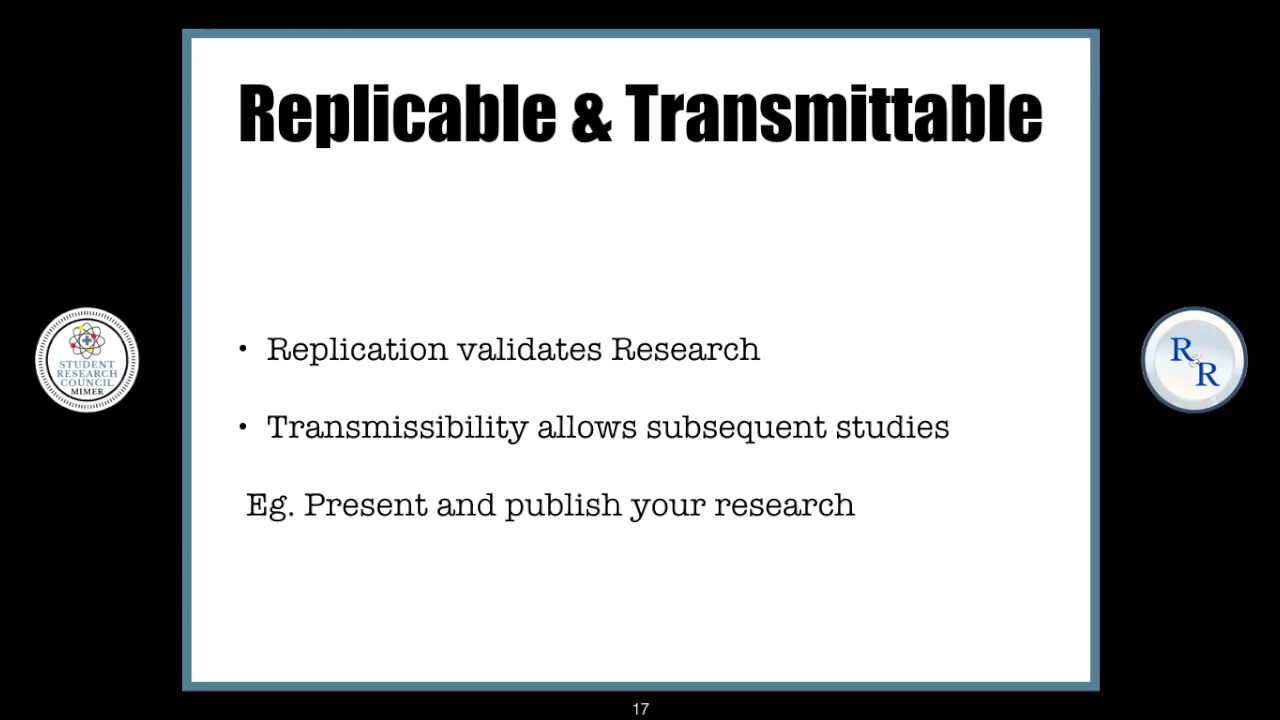 Replicable & Transmittable
• Replication validates Research
• Transmissibility allows subsequent studies
Eg. Present and publish your research
STUDENT
RESEARCH
COUNCIL
MIMER
R
&
R
17